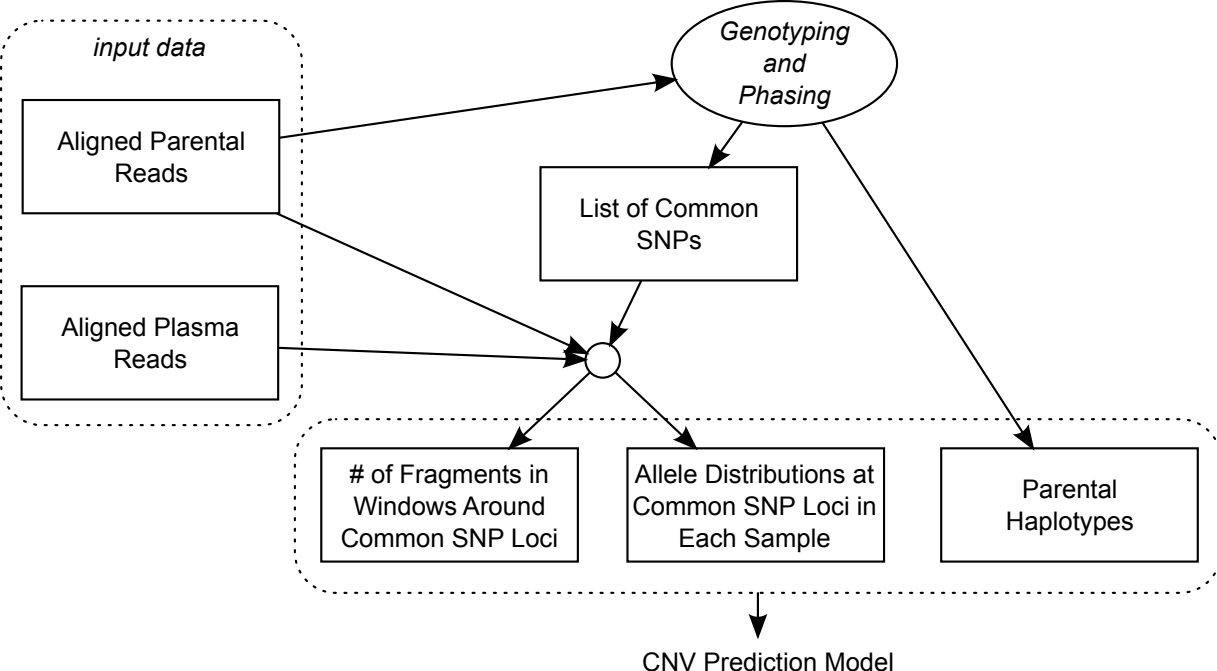 input data
Genotyping
and
Phasing
Aligned Parental
Reads
List of Common
SNPs
Aligned Plasma
Reads
# of Fragments in
Windows Around
Common SNP Loci
Allele Distributions at
Common SNP Loci in
Each Sample
Parental
Haplotypes
CNV Prediction Model